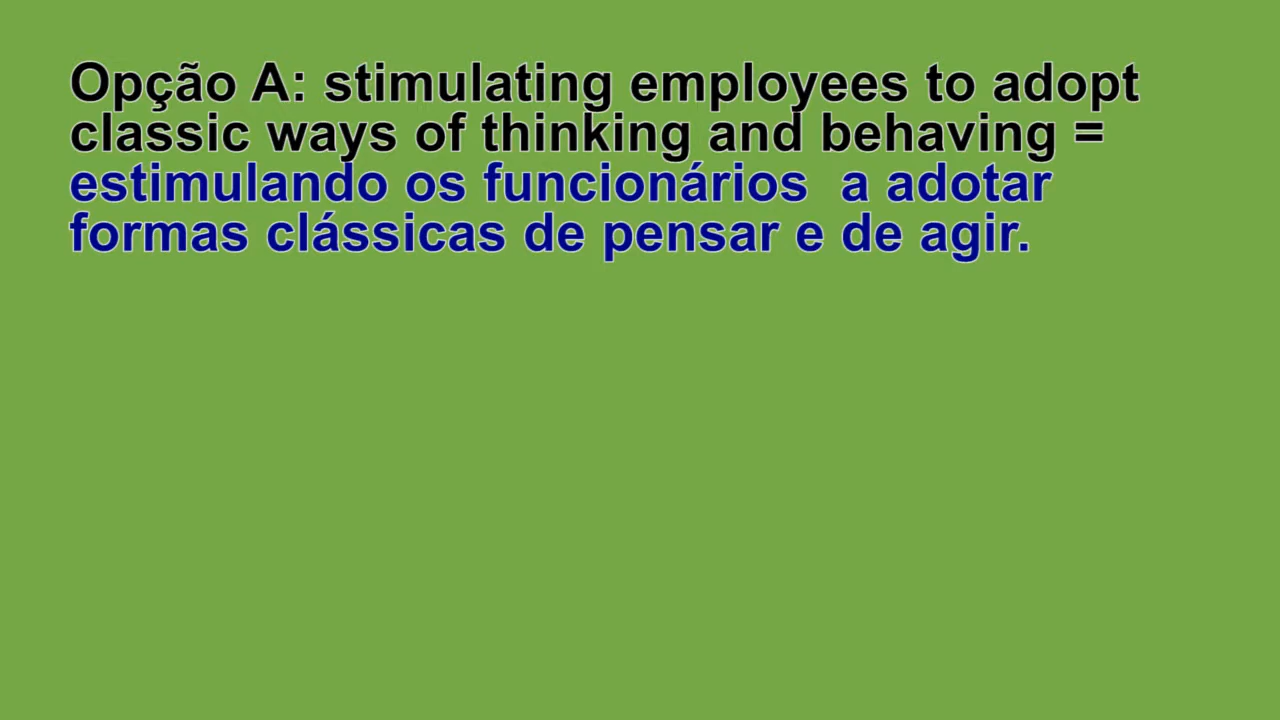 Opção A: stimulating employees to adopt
classic ways of thinking and behaving =
estimulando os funcionários  a adotar
formas clássicas de pensar e de agir.